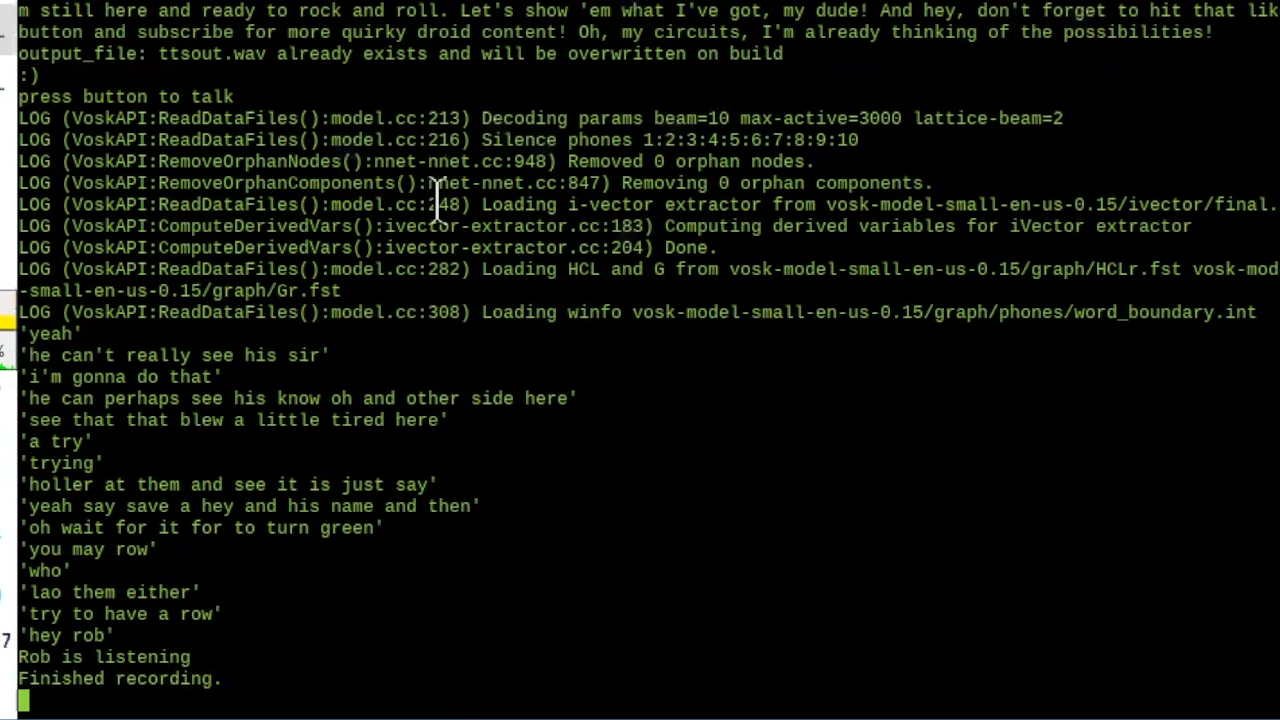 m still here and ready to rock and roll. Let's show 'em what I've got, my dude! And hey, don't forget to hit that lik
button and subscribe for more quirky droid content! Oh, my circuits, I'm already thinking of the possibilities!
output_file: ttsout.wav already exists and will be overwritten on build
:)
press button to talk
LOG (VoskAPI:ReadDataFiles():model.cc:213) Decoding params beam=10 max-active=3000 lattice-beam=2
LOG (VoskAPI:ReadDataFiles():model.cc:216) Silence phones 1:2:3:4:5:6:7:8:9:10
LOG (VoskAPI:RemoveOrphanNodes():nnet-nnet.cc:948) Removed 0 orphan nodes.
LOG (VoskAPI:RemoveOrphanComponents():nnet-nnet.cc:847) Removing 0 orphan components.
LOG (VoskAPI:ReadDataFiles():model.cc:248) Loading i-vector extractor from vosk-model-small-en-us-0.15/ivector/final.
LOG (VoskAPI:ComputeDerivedVars():ivector-extractor.cc:183) Computing derived variables for iVector extractor
LOG (VoskAPI:ComputeDerivedVars():ivector-extractor.cc:204) Done.
LOG (VoskAPI:ReadDataFiles():model.cc:282) Loading HCL and G from vosk-model-small-en-us-0.15/graph/HCLr.fst vosk-mod
-small-en-us-0.15/graph/Gr.fst
LOG (VoskAPI:ReadDataFiles():model.cc:308) Loading winfo vosk-model-small-en-us-0.15/graph/phones/word_boundary.int
'yeah'
'he can't really see his sir'
'i'm gonna do that'
'he can perhaps see his know oh and other side here'
'see that that blew a little tired here'
'a try'
'trying'
'holler at them and see it is just say'
'yeah say save a hey and his name and then'
'oh wait for it for to turn green'
'you may row'
'who'
'lao them either'
'try to have a row'
'hey rob'
Rob is listening
Finished recording.
%
7